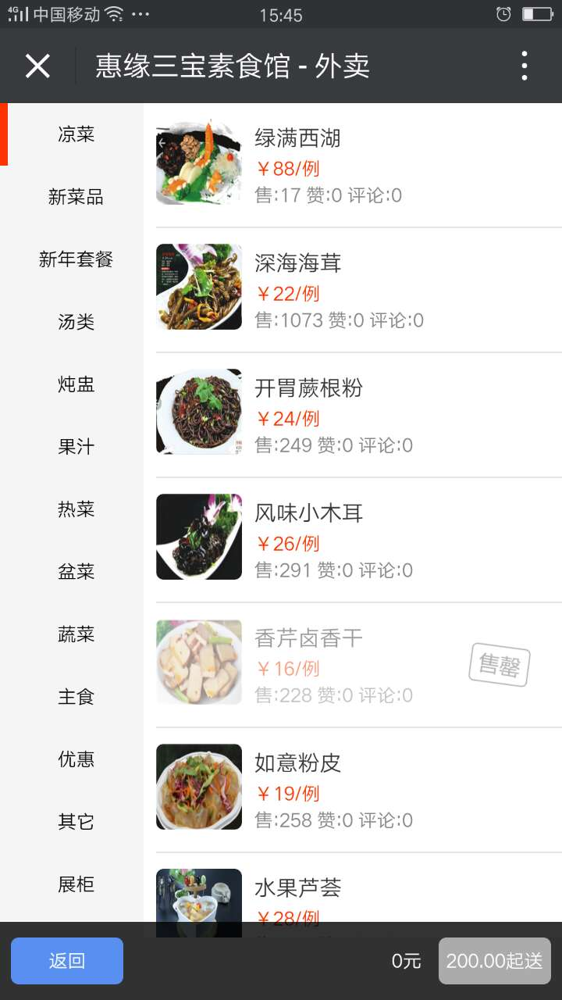 4G 中国移动 15:45
惠缘三宝素食馆 - 外卖
凉菜
新菜品
新年套餐
汤类
炖盅
果汁
热菜
盆菜
蔬菜
主食
优惠
其它
展柜
绿满西湖
￥88/例
售:17 赞:0 评论:0
深海海茸
￥22/例
售:1073 赞:0 评论:0
开胃蕨根粉
￥24/例
售:249 赞:0 评论:0
风味小木耳
￥26/例
售:291 赞:0 评论:0
香芹卤香干
￥16/例
售:228 赞:0 评论:0
售罄
如意粉皮
￥19/例
售:258 赞:0 评论:0
水果芦荟
￥28/例
返回
0元
200.00起送